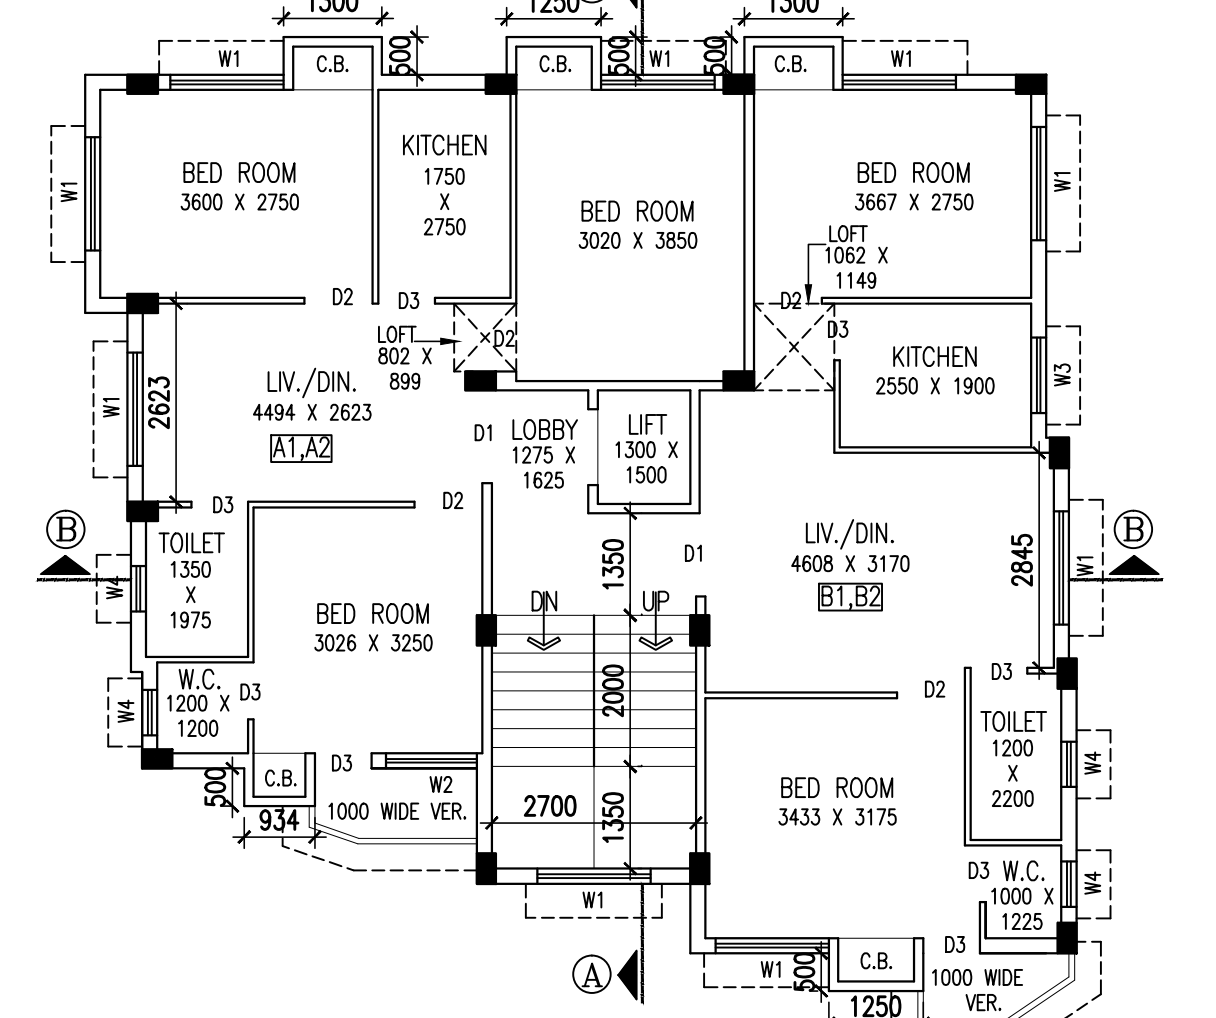 1300
1250
1300
W1
C.B.
500
C.B.
500
W1
500
C.B.
W1
KITCHEN
1750
X
2750
BED ROOM
3600 X 2750
W1
BED ROOM
3020 X 3850
BED ROOM
3667 X 2750
W1
LOFT
1062 X
1149
D2
D3
D2
D3
LOFT
802 X
899
D2
KITCHEN
2550 X 1900
W3
2623
W1
LIV./DIN.
4494 X 2623
A1,A2
D1
LOBBY
1275 X
1625
LIFT
1300 X
1500
D3
D2
B
TOILET
1350
X
1975
W4
1350
D1
LIV./DIN.
4608 X 3170
B1,B2
2845
W1
B
BED ROOM
3026 X 3250
DN
UP
W.C.
1200 X
1200
D3
W4
2000
D2
D3
TOILET
1200
X
2200
W4
C.B.
500
D3
W2
1000 WIDE VER.
934
2700
1350
BED ROOM
3433 X 3175
D3
W.C.
1000 X
1225
W4
W1
A
W1
500
C.B.
D3
1000 WIDE
VER.
1250